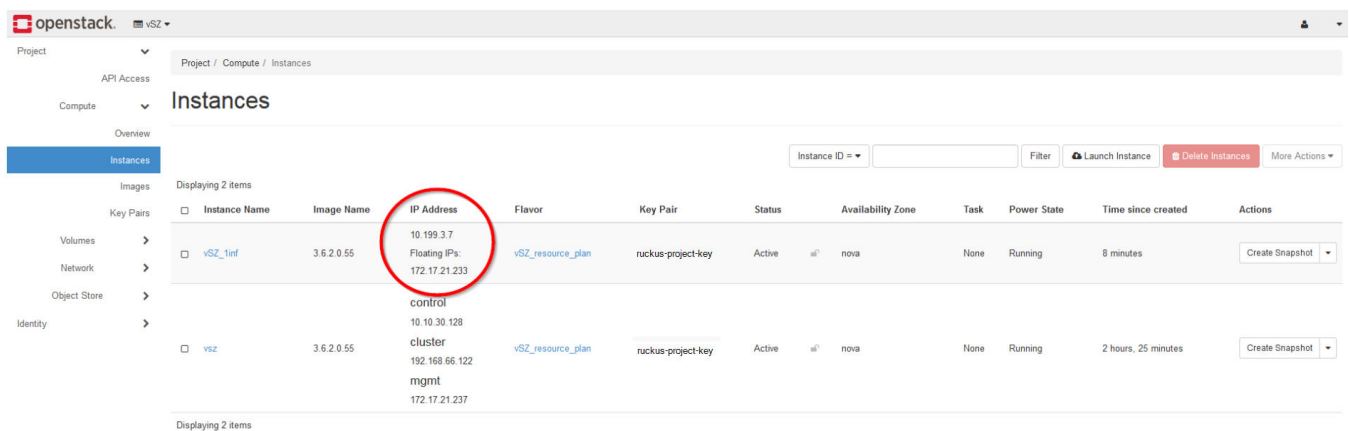 openstack. vSZ
Project
API Access
Compute
Overview
Instances
Images
Key Pairs
Volumes
Network
Object Store
Identity
Project / Compute / Instances
Instances
Instance ID = Filter Launch Instance Delete Instances More Actions
Displaying 2 items
Instance Name Image Name IP Address Flavor Key Pair Status Availability Zone Task Power State Time since created Actions
10.199.3.7
vSZ_1inf 3.6.2.0.55 Floating IPs: vSZ_resource_plan ruckus-project-key Active nova None Running 8 minutes Create Snapshot
172.17.21.233
control
10.10.30.128
cluster
vsz 3.6.2.0.55 vSZ_resource_plan ruckus-project-key Active nova None Running 2 hours, 25 minutes Create Snapshot
192.168.66.122
mgmt
172.17.21.237
Displaying 2 items